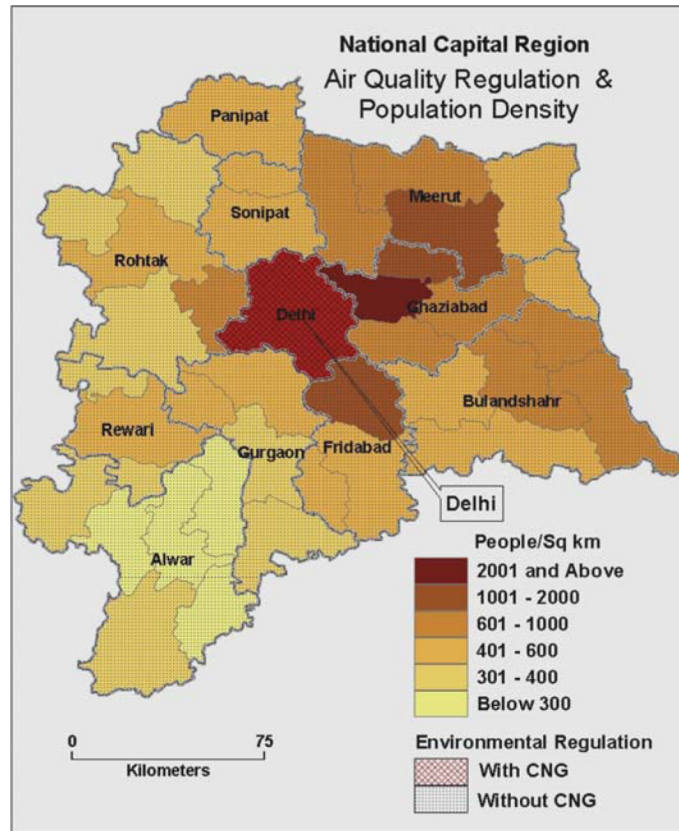 National Capital Region
Air Quality Regulation &
Population Density
Panipat
Meerut
Sonipat
Rohtak
Ghaziabad
Delhi
Bulandshahr
Rewari
Gurgaon
Fridabad
Delhi
Alwar
People/Sq km
2001 and Above
1001 - 2000
601 - 1000
401 - 600
301 - 400
Below 300
0 75
Kilometers
Environmental Regulation
With CNG
Without CNG